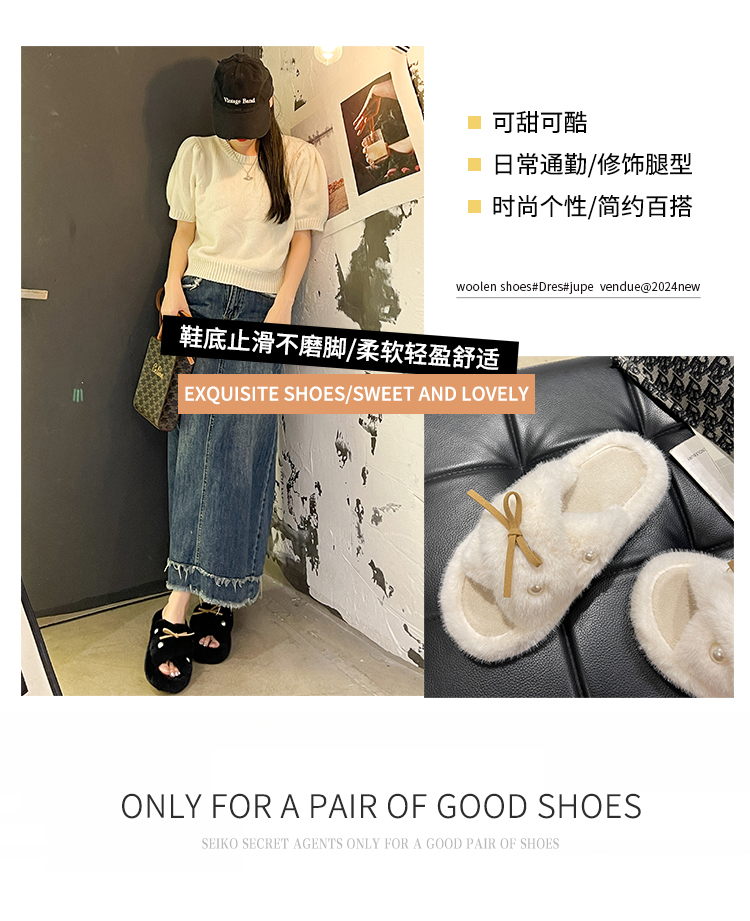 Vintage Band
可甜可酷
日常通勤/修饰腿型
时尚个性/简约百搭
woolen shoes#Dres#jupe vendue@2024new
鞋底止滑不磨脚/柔软轻盈舒适
EXQUISITE SHOES/SWEET AND LOVELY
ONLY FOR A PAIR OF GOOD SHOES
SEIKO SECRET AGENTS ONLY FOR A GOOD PAIR OF SHOES